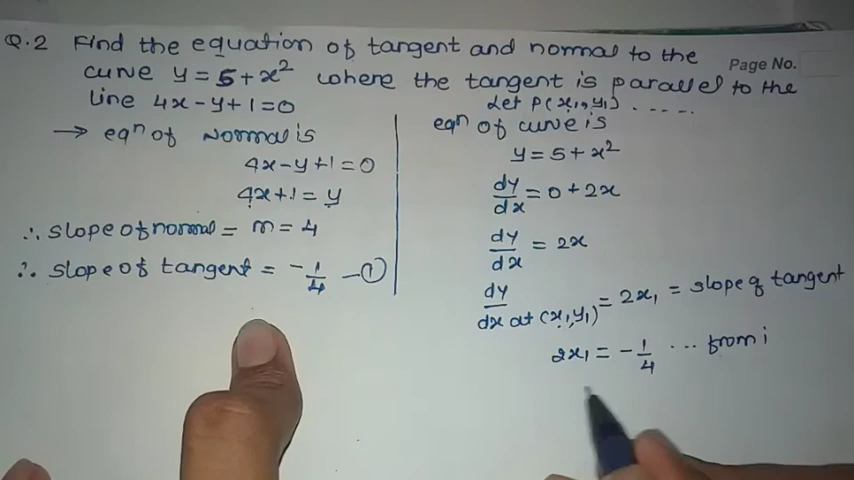 Q.2 Find the equation of tangent and normal to the
Page No.
curve y = 5 + x² where the tangent is parallel to the
line 4x - y + 1 = 0
→ eqⁿ of Normal is
4x - y + 1 = 0
4x + 1 = y
∴ slope of normal = m = 4
∴ slope of tangent = -1/4 — ①
Let P(x₁, y₁) . . . . .
eqⁿ of curve is
y = 5 + x²
dy/dx = 0 + 2x
dy/dx = 2x
dy/dx at (x₁, y₁) = 2x₁ = slope of tangent
2x₁ = -1/4 ... from i